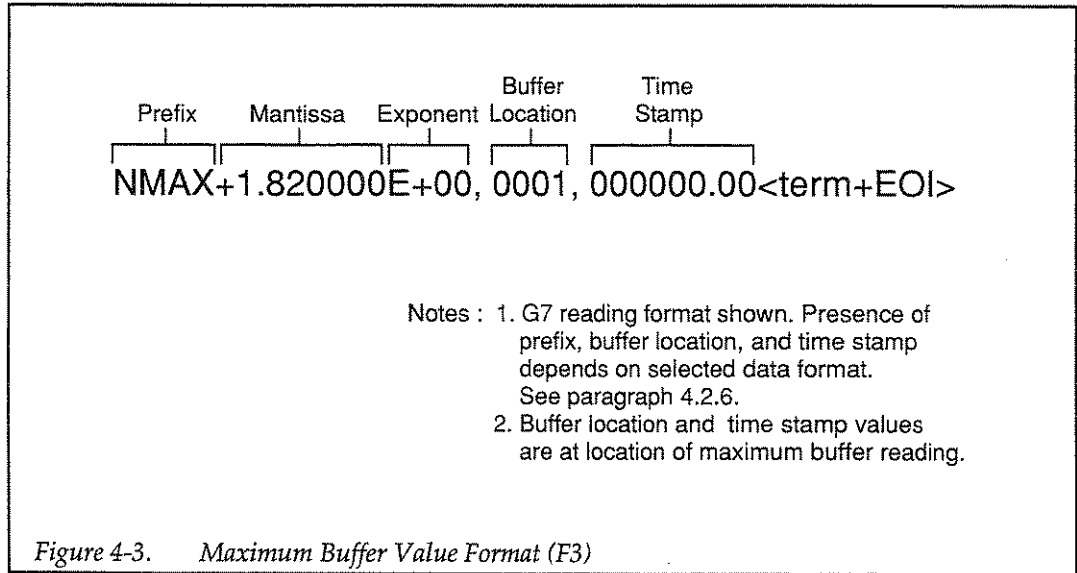 Buffer Time
Prefix Mantissa Exponent Location Stamp
NMAX+1.820000E+00, 0001, 000000.00<term+EOI>
Notes : 1. G7 reading format shown. Presence of
prefix, buffer location, and time stamp
depends on selected data format.
See paragraph 4.2.6.
2. Buffer location and time stamp values
are at location of maximum buffer reading.
Figure 4-3. Maximum Buffer Value Format (F3)